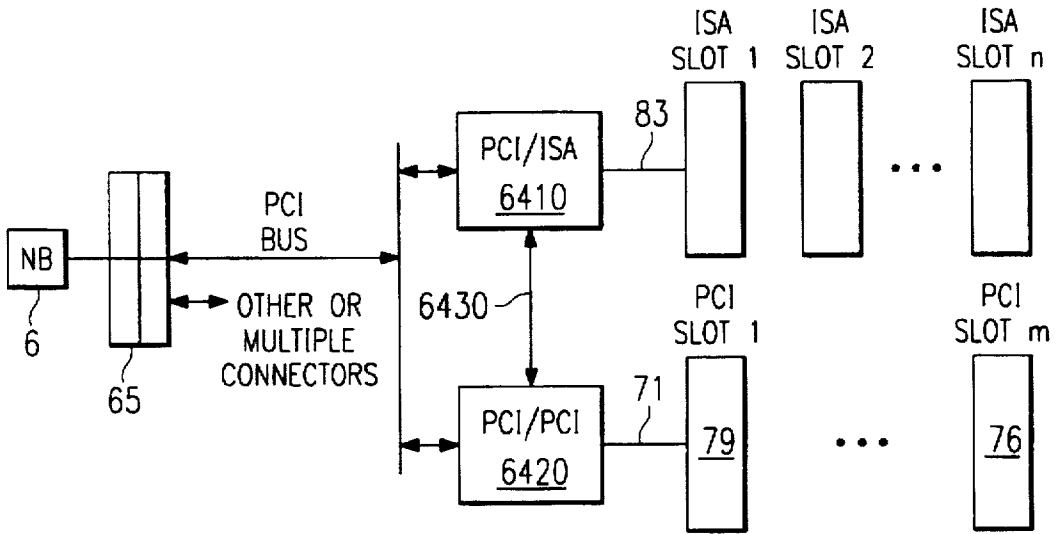 ISA
SLOT 1
ISA
SLOT 2
ISA
SLOT n
83
PCI/ISA
6410
PCI
BUS
NB
6
65
OTHER OR
MULTIPLE
CONNECTORS
6430
PCI
SLOT 1
PCI
SLOT m
71
PCI/PCI
6420
79
76